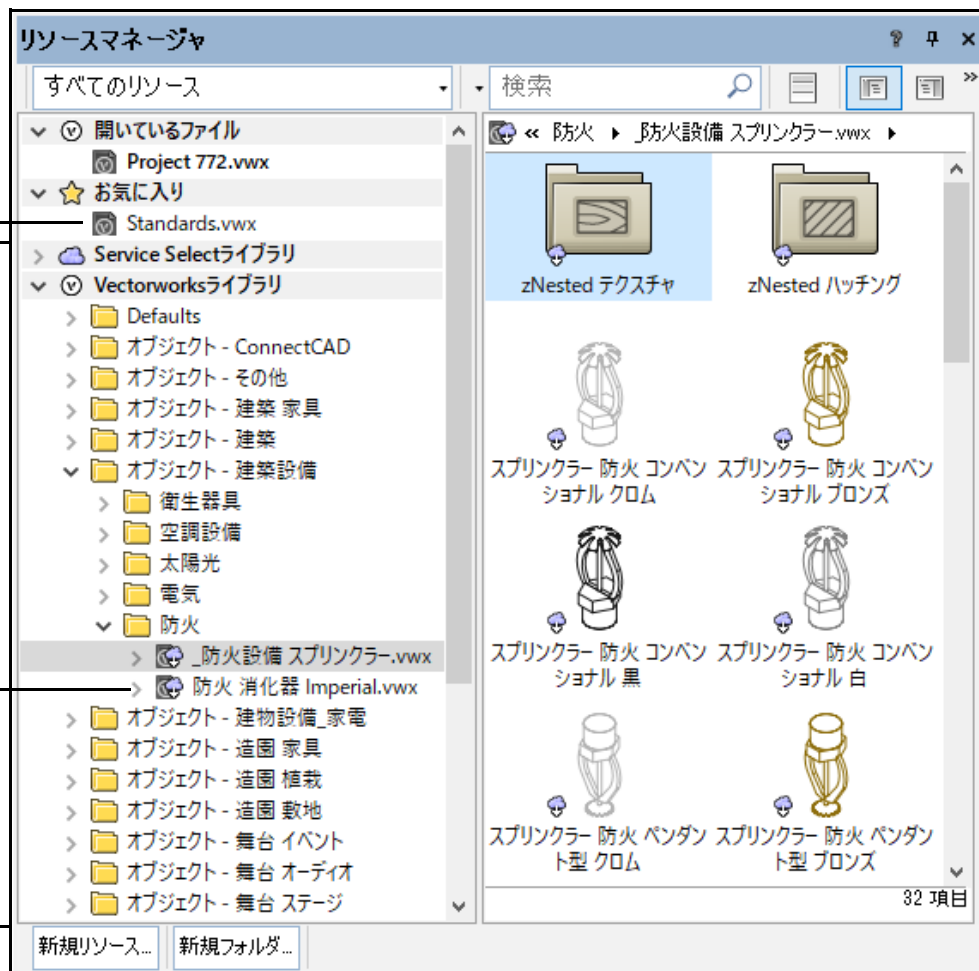 リソースマネージャ
すべてのリソース
検索
開いているファイル
Project 772.vwx
お気に入り
Standards.vwx
Service Selectライブラリ
Vectorworksライブラリ
Defaults
オブジェクト - ConnectCAD
オブジェクト - その他
オブジェクト - 建築 家具
オブジェクト - 建築
オブジェクト - 建築設備
衛生器具
空調設備
太陽光
電気
防火
_防火設備 スプリンクラー.vwx
防火 消化器 Imperial.vwx
オブジェクト - 建物設備_家電
オブジェクト - 造園 家具
オブジェクト - 造園 植栽
オブジェクト - 造園 敷地
オブジェクト - 舞台 イベント
オブジェクト - 舞台 オーディオ
オブジェクト - 舞台 ステージ
新規リソース...
新規フォルダ...
« 防火 ▸ _防火設備 スプリンクラー.vwx ▸
zNested テクスチャ
zNested ハッチング
スプリンクラー 防火 コンベン
ショナル クロム
スプリンクラー 防火 コンベン
ショナル ブロンズ
スプリンクラー 防火 コンベン
ショナル 黒
スプリンクラー 防火 コンベン
ショナル 白
スプリンクラー 防火 ペンダン
ト型 クロム
スプリンクラー 防火 ペンダン
ト型 ブロンズ
32 項目